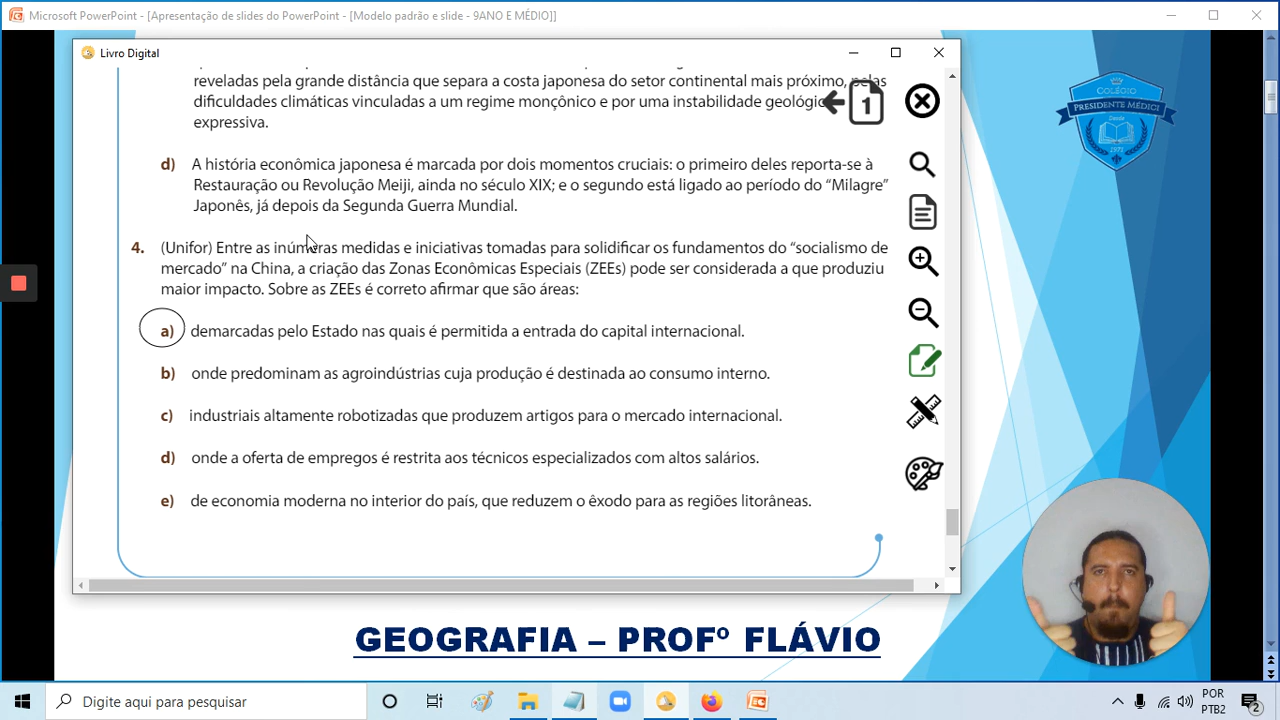 Microsoft PowerPoint - [Apresentação de slides do PowerPoint - [Modelo padrão e slide - 9ANO E MÉDIO]]
Livro Digital
reveladas pela grande distância que separa a costa japonesa do setor continental mais próximo, pelas
dificuldades climáticas vinculadas a um regime monçônico e por uma instabilidade geológica
expressiva.
1
d) A história econômica japonesa é marcada por dois momentos cruciais: o primeiro deles reporta-se à
Restauração ou Revolução Meiji, ainda no século XIX; e o segundo está ligado ao período do “Milagre”
Japonês, já depois da Segunda Guerra Mundial.
4. (Unifor) Entre as inúmeras medidas e iniciativas tomadas para solidificar os fundamentos do “socialismo de
mercado” na China, a criação das Zonas Econômicas Especiais (ZEEs) pode ser considerada a que produziu
maior impacto. Sobre as ZEEs é correto afirmar que são áreas:
a) demarcadas pelo Estado nas quais é permitida a entrada do capital internacional.
b) onde predominam as agroindústrias cuja produção é destinada ao consumo interno.
c) industriais altamente robotizadas que produzem artigos para o mercado internacional.
d) onde a oferta de empregos é restrita aos técnicos especializados com altos salários.
e) de economia moderna no interior do país, que reduzem o êxodo para as regiões litorâneas.
COLÉGIO
PRESIDENTE MÉDICI
Desde
1971
GEOGRAFIA – PROFº FLÁVIO
Digite aqui para pesquisar
POR
PTB2
2